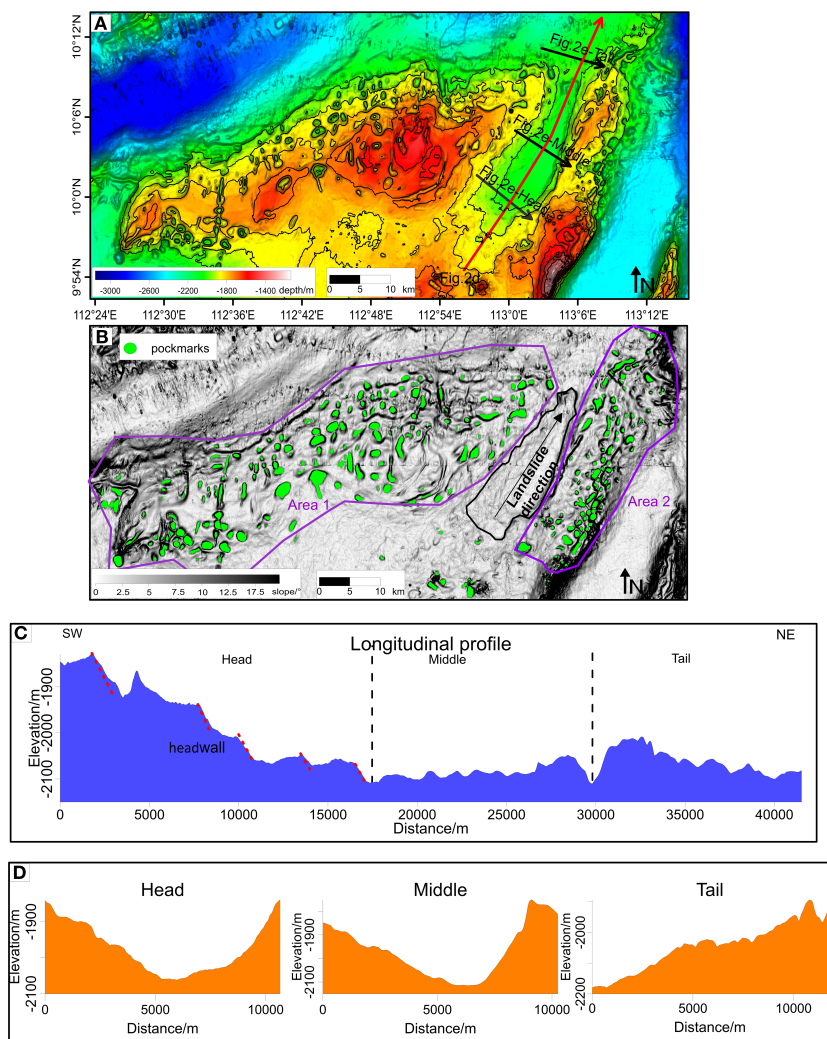 A
10°12'N
10°6'N
10°0'N
9°54'N
Fig.2e-Tail
Fig.2e-Middle
Fig.2e-Head
Fig.2d
-3000 -2600 -2200 -1800 -1400 depth/m
0 5 10 km
N
112°24'E 112°30'E 112°36'E 112°42'E 112°48'E 112°54'E 113°0'E 113°6'E 113°12'E
B
pockmarks
Area 1
Landslide direction
Area 2
0 2.5 5 7.5 10 12.5 17.5 slope/°
0 5 10 km
N
C
SW
NE
Longitudinal profile
Head
Middle
Tail
Elevation/m
-1900
-2000
-2100
headwall
0 5000 10000 15000 20000 25000 30000 35000 40000
Distance/m
D
Head
Middle
Tail
Elevation/m
-1900
-2100
0 5000 10000
Distance/m
Elevation/m
-1900
-2100
0 5000 10000
Distance/m
Elevation/m
-2000
-2200
0 5000 10000
Distance/m